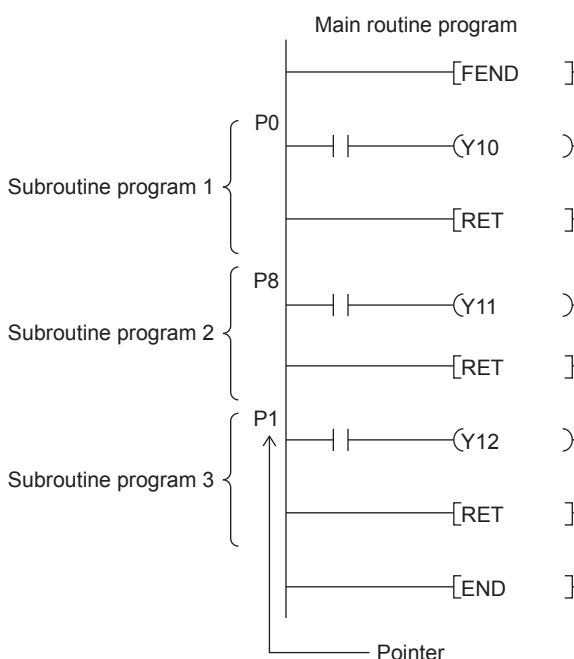 Main routine program
[FEND ]
P0
(Y10 )
Subroutine program 1
[RET ]
P8
(Y11 )
Subroutine program 2
[RET ]
P1
(Y12 )
Subroutine program 3
[RET ]
[END ]
Pointer